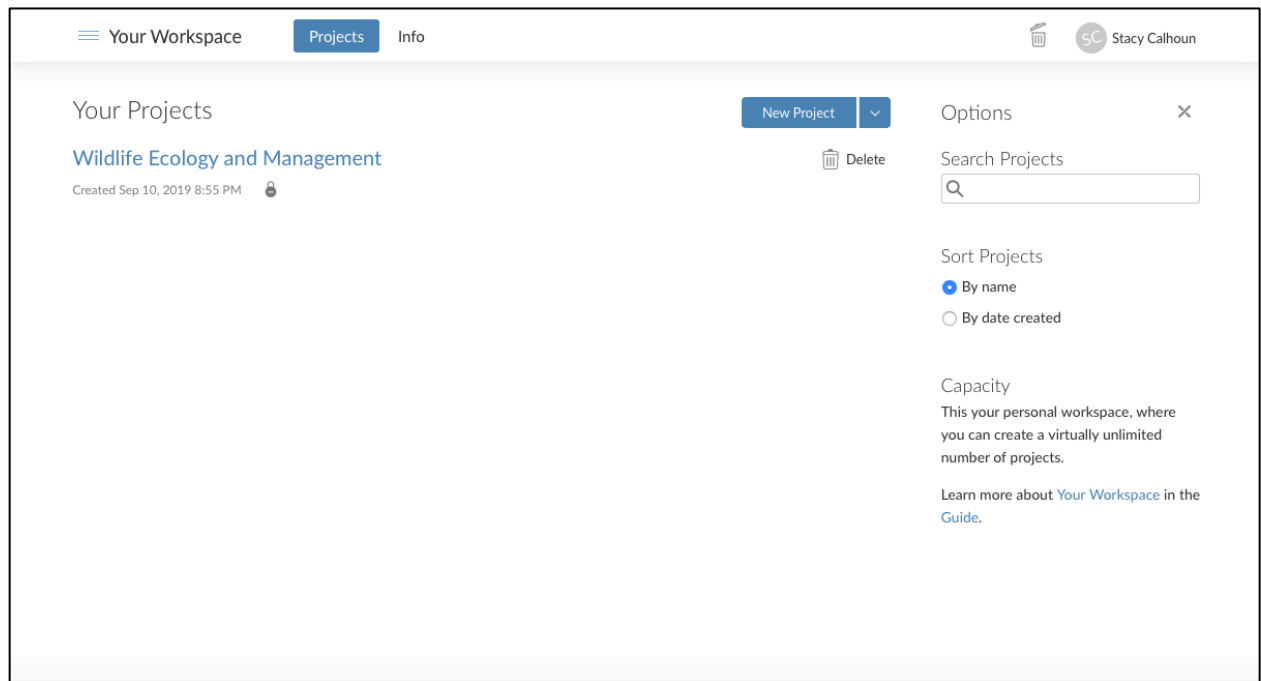 Your Workspace Projects Info SC Stacy Calhoun
Your Projects New Project
Wildlife Ecology and Management Delete
Created Sep 10, 2019 8:55 PM
Options
Search Projects
Sort Projects
By name
By date created
Capacity
This your personal workspace, where
you can create a virtually unlimited
number of projects.
Learn more about Your Workspace in the
Guide.